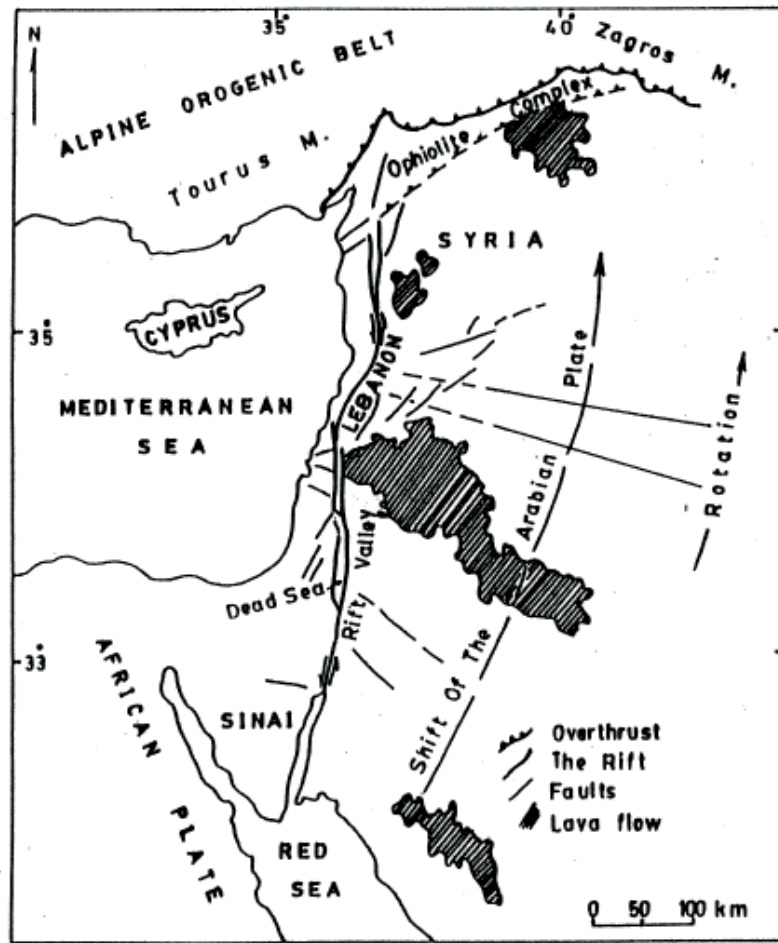 35°
40°
N
Zagros M.
ALPINE OROGENIC BELT
Tourus M.
Ophiolite Complex
SYRIA
CYPRUS
35°
LEBANON
MEDITERRANEAN
SEA
Shift Of The Arabian Plate
Rotation
Dead Sea
Rift Valley
33°
AFRICAN PLATE
SINAI
RED
SEA
Overthrust
The Rift
Faults
Lava flow
0 50 100 km